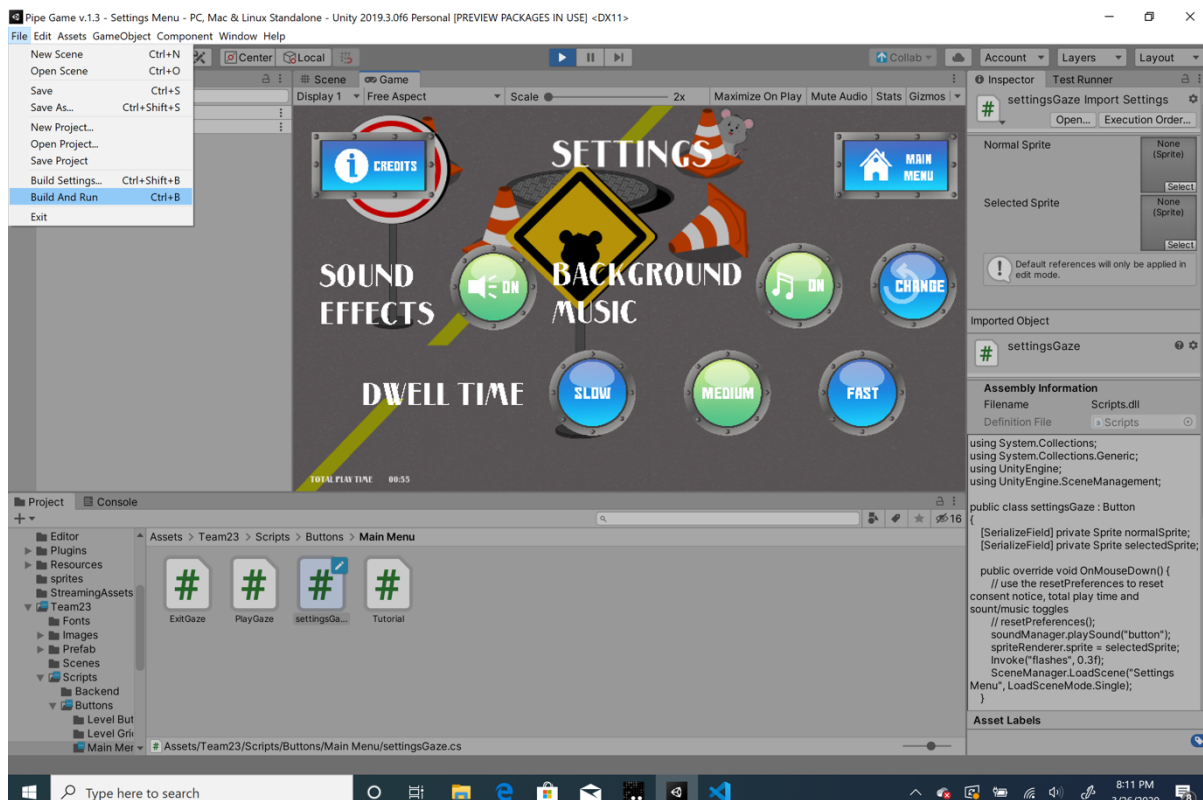 Pipe Game v.1.3 - Settings Menu - PC, Mac & Linux Standalone - Unity 2019.3.0f6 Personal [PREVIEW PACKAGES IN USE] <DX11>
File Edit Assets GameObject Component Window Help
New Scene Ctrl+N
Open Scene Ctrl+O
Save Ctrl+S
Save As... Ctrl+Shift+S
New Project...
Open Project...
Save Project
Build Settings... Ctrl+Shift+B
Build And Run Ctrl+B
Exit
Center Local
Collab Account Layers Layout
Scene Game
Display 1 Free Aspect Scale 2x Maximize On Play Mute Audio Stats Gizmos
CREDITS
SETTINGS
MAIN
MENU
SOUND
EFFECTS
ON
BACKGROUND
MUSIC
ON
CHANGE
DWELL TIME
SLOW
MEDIUM
FAST
TOTAL PLAY TIME 00:55
Inspector Test Runner
settingsGaze Import Settings
Open... Execution Order...
Normal Sprite
None
(Sprite)
Select
Selected Sprite
None
(Sprite)
Select
Default references will only be applied in
edit mode.
Imported Object
settingsGaze
Assembly Information
Filename Scripts.dll
Definition File Scripts
using System.Collections;
using System.Collections.Generic;
using UnityEngine;
using UnityEngine.SceneManagement;
public class settingsGaze : Button
{
[SerializeField] private Sprite normalSprite;
[SerializeField] private Sprite selectedSprite;
public override void OnMouseDown() {
// use the resetPreferences to reset
consent notice, total play time and
sount/music toggles
// resetPreferences();
soundManager.playSound("button");
spriteRenderer.sprite = selectedSprite;
Invoke("flashes", 0.3f);
SceneManager.LoadScene("Settings
Menu", LoadSceneMode.Single);
}
Asset Labels
Project Console
16
Editor
Plugins
Resources
sprites
StreamingAssets
Team23
Fonts
Images
Prefab
Scenes
Scripts
Backend
Buttons
Level But
Level Gri
Main Mer
Assets > Team23 > Scripts > Buttons > Main Menu
ExitGaze
PlayGaze
settingsGa...
Tutorial
Assets/Team23/Scripts/Buttons/Main Menu/settingsGaze.cs
Type here to search
8:11 PM